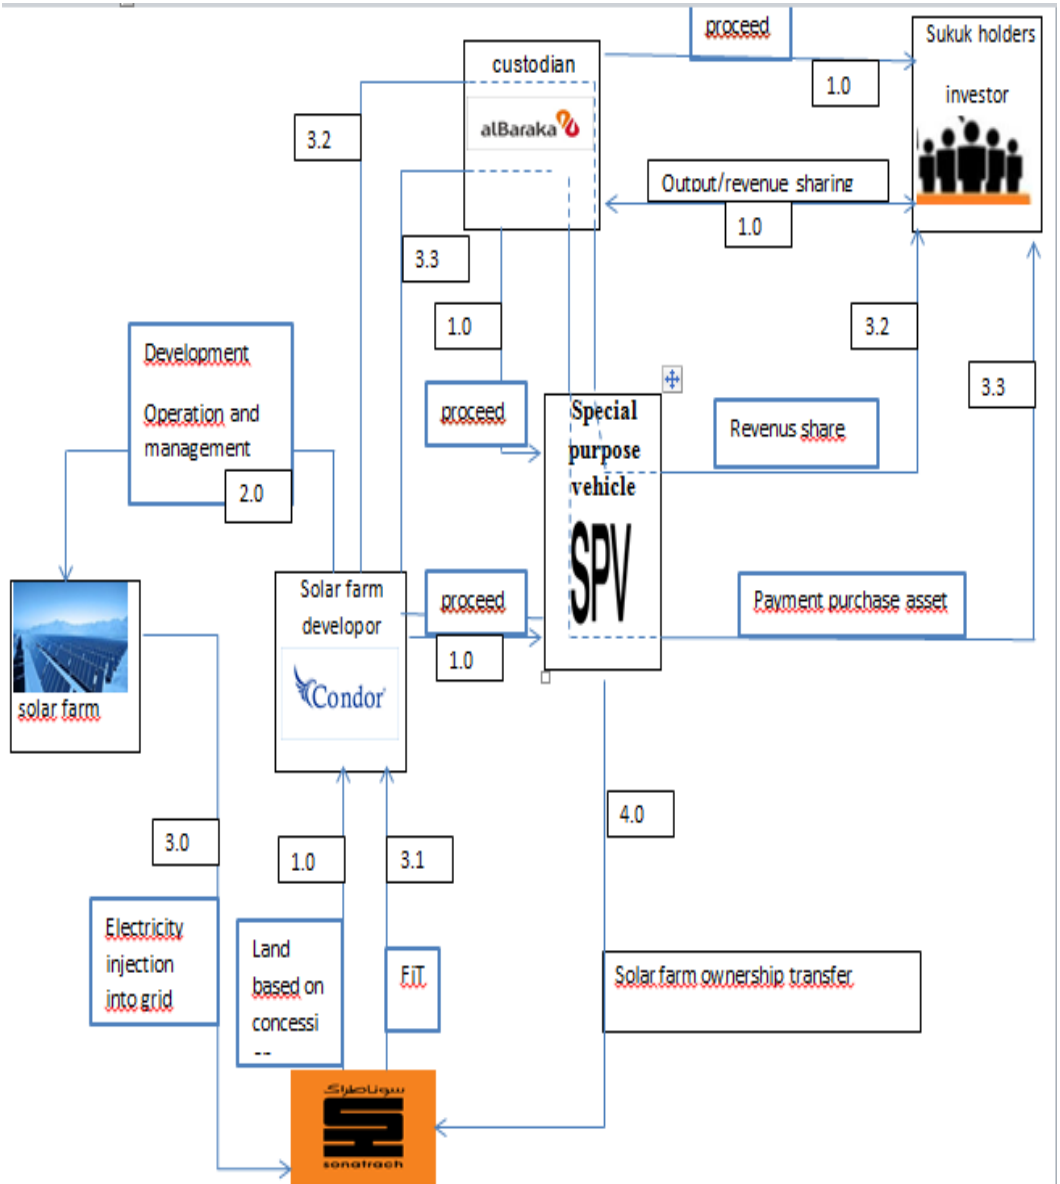 proceed
Sukuk holders
investor
custodian
alBaraka
1.0
3.2
Output/revenue sharing
1.0
3.3
1.0
3.2
3.3
Development
Operation and
management
2.0
proceed
Special
purpose
vehicle
SPV
Revenus share
Solar farm
developor
Condor
proceed
1.0
Payment purchase asset
solar farm
3.0
1.0
3.1
4.0
Electricity
injection
into grid
Land
based on
concessi
FiT
Solar farm ownership transfer
سوناطراك
sonatrach